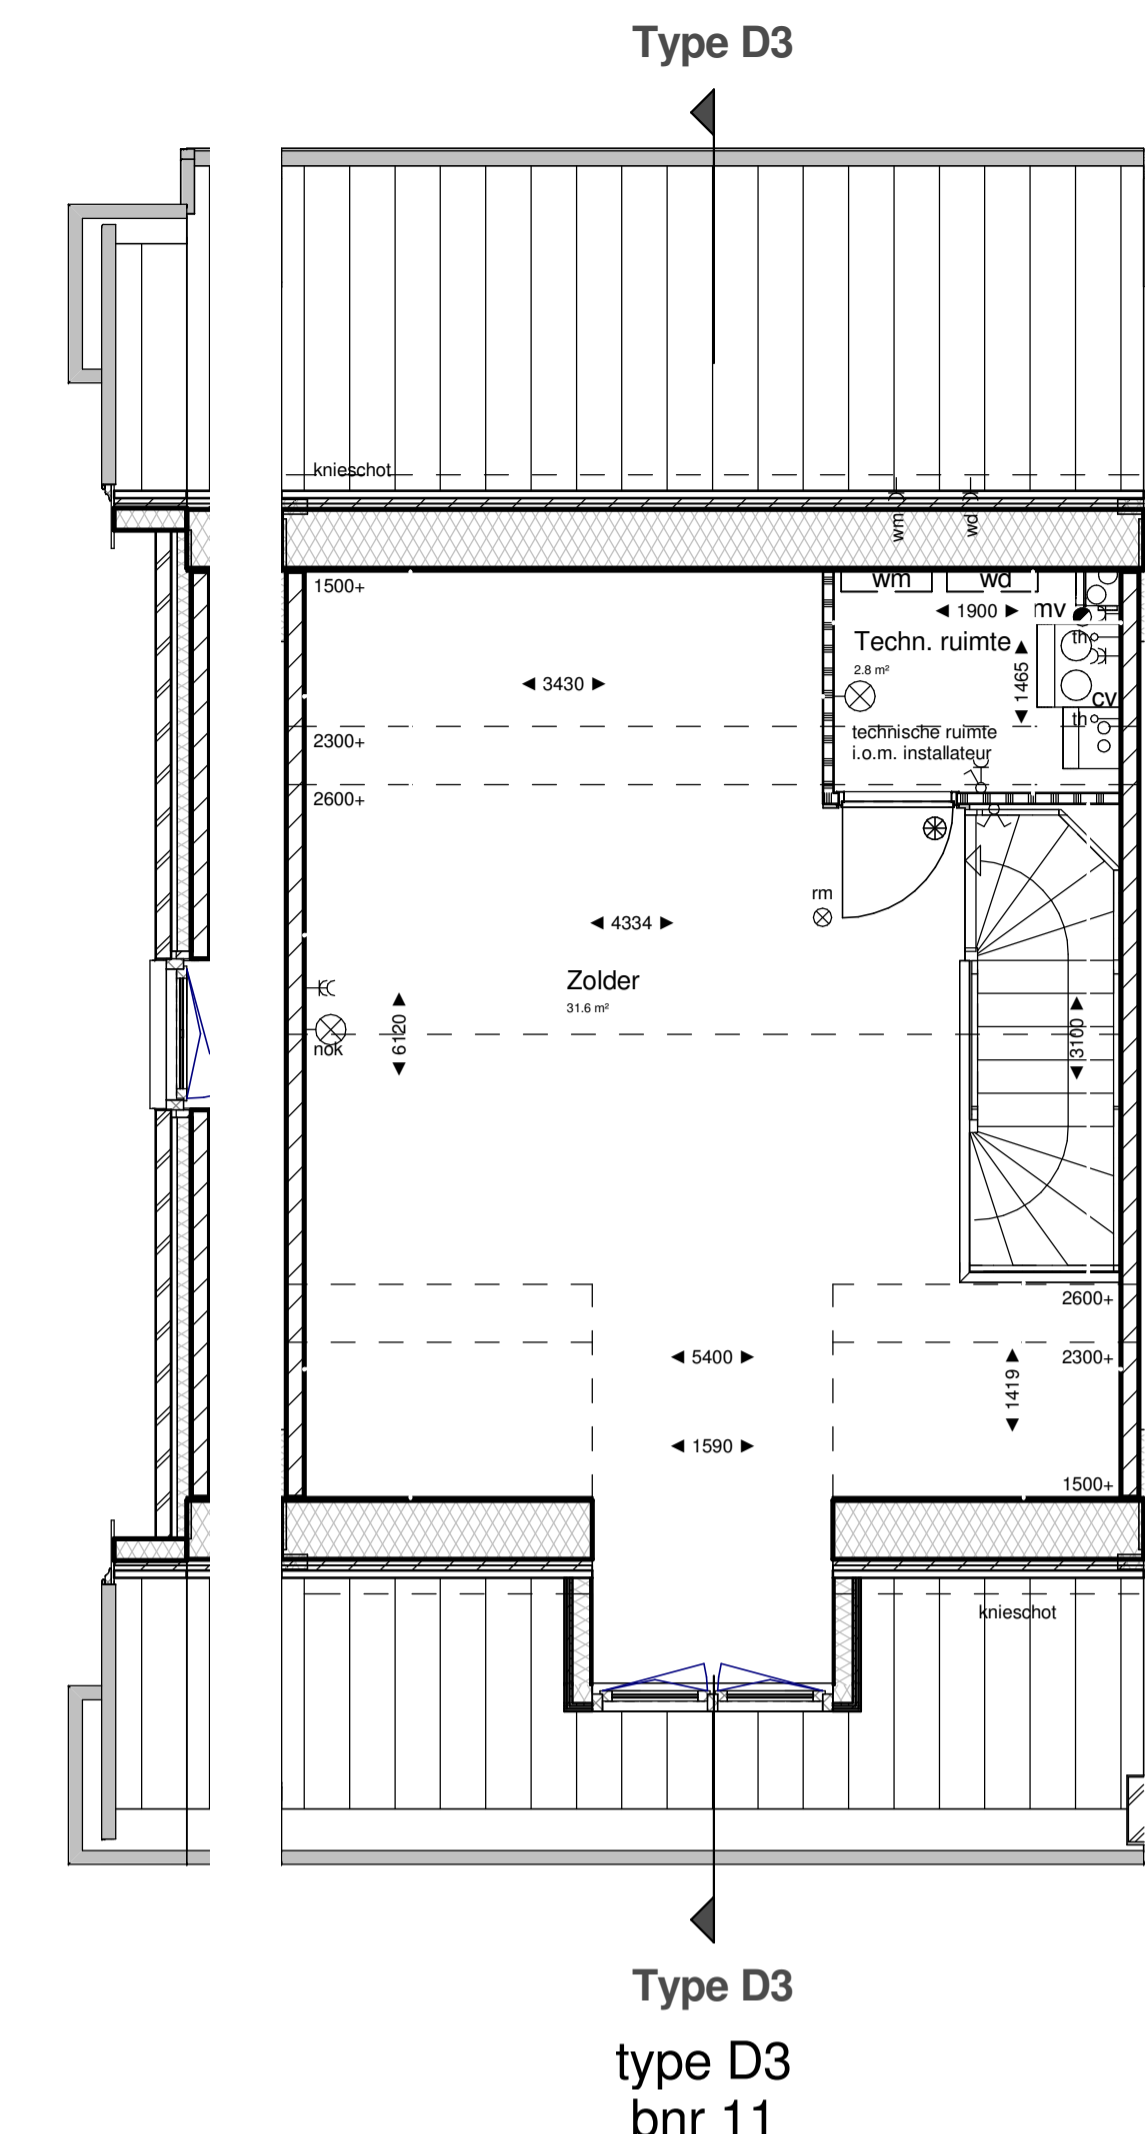 Type D3
knieschot
wm
wd
1500+
wm
wd
1900
mv
Techn. ruimte
th
2.8 m²
1465
3430
cv
th
technische ruimte
i.o.m. installateur
2300+
2600+
rm
4334
Zolder
31.6 m²
6120
3100
nok
2600+
5400
2300+
1419
1590
1500+
knieschot
Type D3
type D3
bnr 11